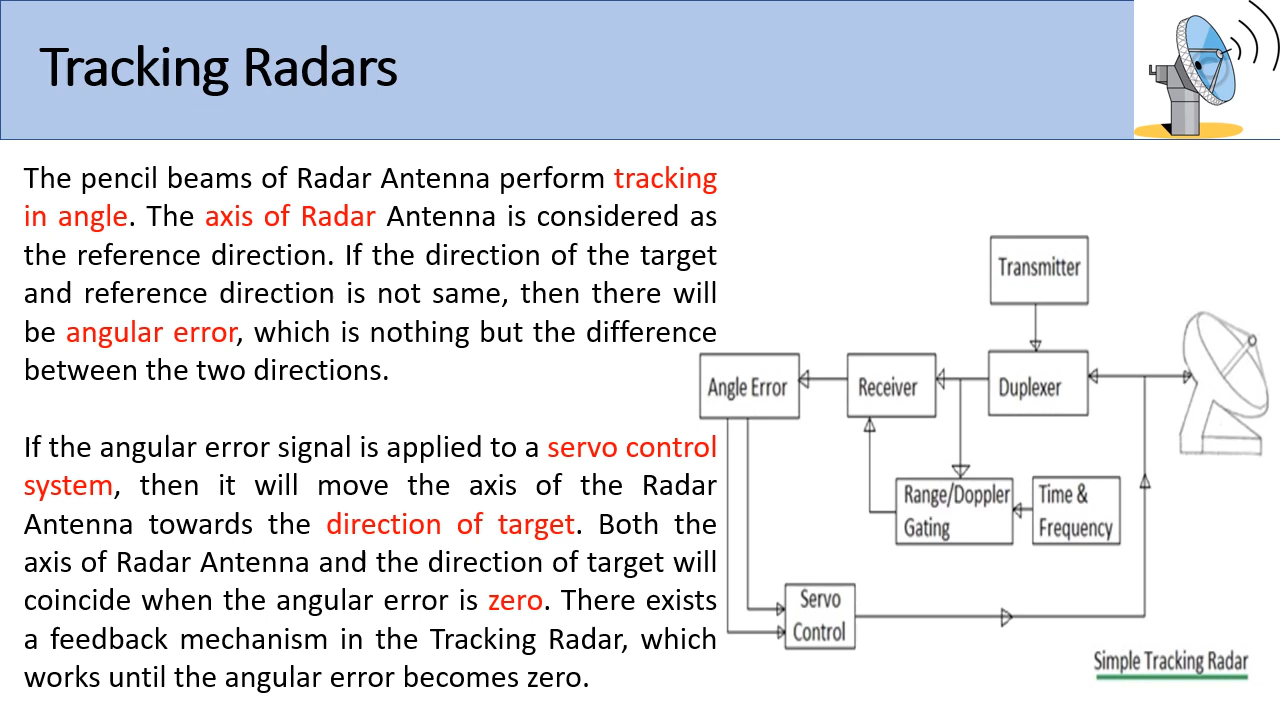 Tracking Radars
The pencil beams of Radar Antenna perform tracking
in angle. The axis of Radar Antenna is considered as
the reference direction. If the direction of the target
and reference direction is not same, then there will
be angular error, which is nothing but the difference
between the two directions.
If the angular error signal is applied to a servo control
system, then it will move the axis of the Radar
Antenna towards the direction of target. Both the
axis of Radar Antenna and the direction of target will
coincide when the angular error is zero. There exists
a feedback mechanism in the Tracking Radar, which
works until the angular error becomes zero.
Transmitter
Angle Error
Receiver
Duplexer
Range/Doppler
Gating
Time &
Frequency
Servo
Control
Simple Tracking Radar